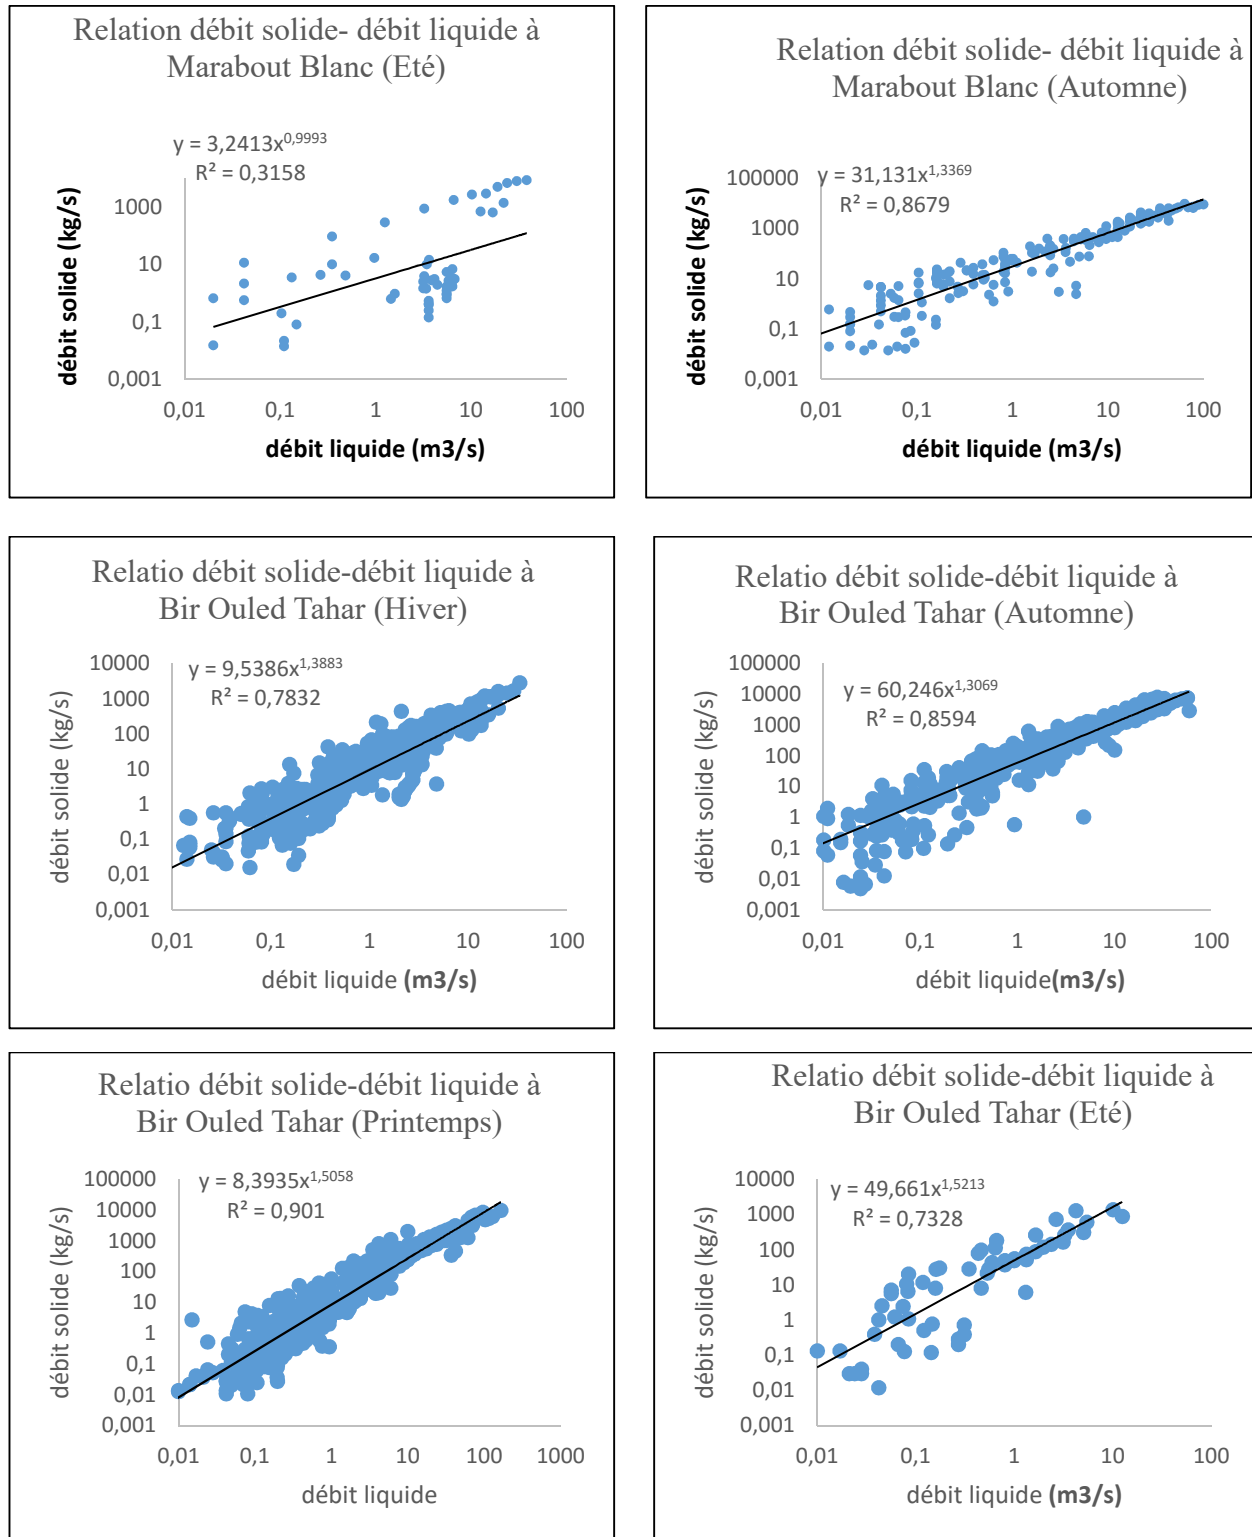 Relation débit solide- débit liquide à
Marabout Blanc (Eté)
y = 3,2413x^0,9993
R² = 0,3158
débit solide (kg/s)
1000
10
0,1
0,001
0,01 0,1 1 10 100
débit liquide (m3/s)
Relation débit solide- débit liquide à
Marabout Blanc (Automne)
y = 31,131x^1,3369
R² = 0,8679
débit solide (kg/s)
100000
1000
10
0,1
0,001
0,01 0,1 1 10 100
débit liquide (m3/s)
Relatio débit solide-débit liquide à
Bir Ouled Tahar (Hiver)
y = 9,5386x^1,3883
R² = 0,7832
débit solide (kg/s)
10000
1000
100
10
1
0,1
0,01
0,001
0,01 0,1 1 10 100
débit liquide (m3/s)
Relatio débit solide-débit liquide à
Bir Ouled Tahar (Automne)
y = 60,246x^1,3069
R² = 0,8594
débit solide (kg/s)
100000
10000
1000
100
10
1
0,1
0,01
0,001
0,01 0,1 1 10 100
débit liquide(m3/s)
Relatio débit solide-débit liquide à
Bir Ouled Tahar (Printemps)
y = 8,3935x^1,5058
R² = 0,901
débit solide (kg/s)
100000
10000
1000
100
10
1
0,1
0,01
0,001
0,01 0,1 1 10 100 1000
débit liquide
Relatio débit solide-débit liquide à
Bir Ouled Tahar (Eté)
y = 49,661x^1,5213
R² = 0,7328
débit solide (kg/s)
10000
1000
100
10
1
0,1
0,01
0,001
0,01 0,1 1 10 100
débit liquide (m3/s)